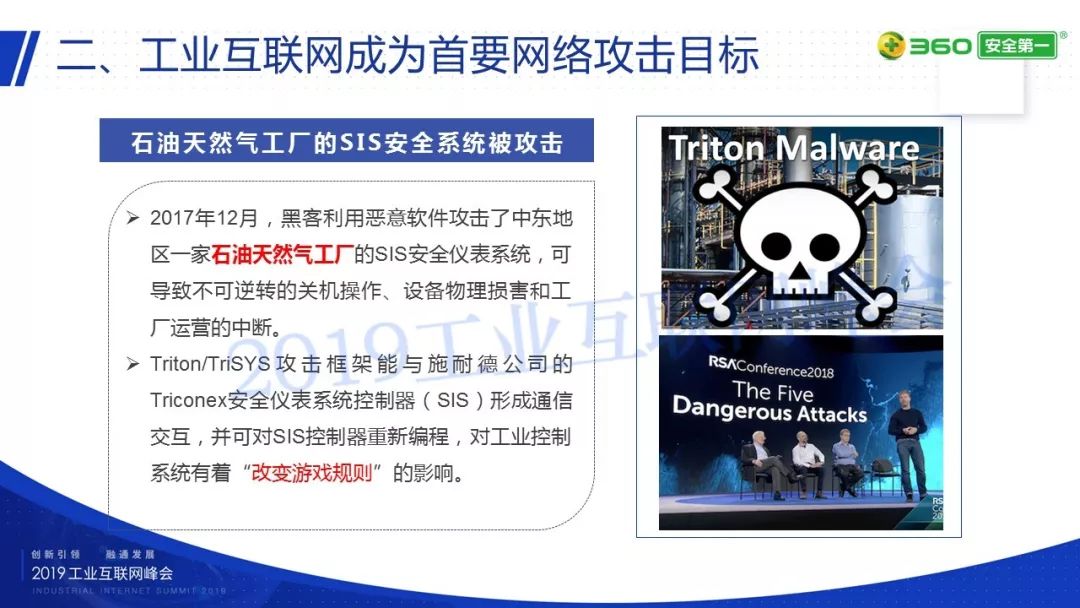 二、工业互联网成为首要网络攻击目标
360 安全第一®
石油天然气工厂的SIS安全系统被攻击
➢ 2017年12月，黑客利用恶意软件攻击了中东地
区一家石油天然气工厂的SIS安全仪表系统，可
导致不可逆转的关机操作、设备物理损害和工
厂运营的中断。
➢ Triton/TriSYS攻击框架能与施耐德公司的
Triconex安全仪表系统控制器（SIS）形成通信
交互，并可对SIS控制器重新编程，对工业控制
系统有着“改变游戏规则”的影响。
Triton Malware
RSAConference2018
The Five
Dangerous Attacks
RS
Co
20
创新引领 融通发展
2019工业互联网峰会
INDUSTRIAL INTERNET SUMMIT 2019